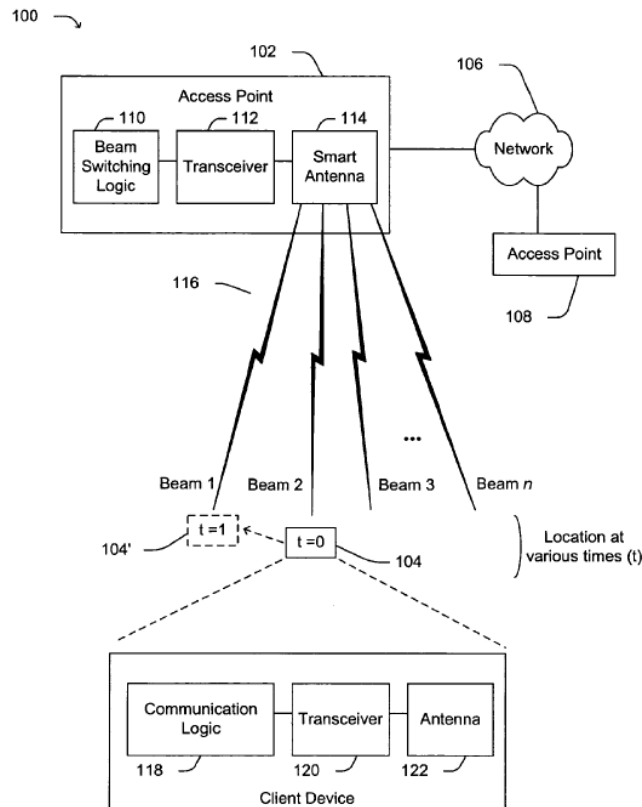 100
102
106
Access Point
110
112
114
Beam
Switching
Logic
Transceiver
Smart
Antenna
Network
Access Point
108
116
...
Beam 1
Beam 2
Beam 3
Beam n
t =1
t =0
104'
104
Location at
various times (t)
Communication
Logic
Transceiver
Antenna
118
120
122
Client Device